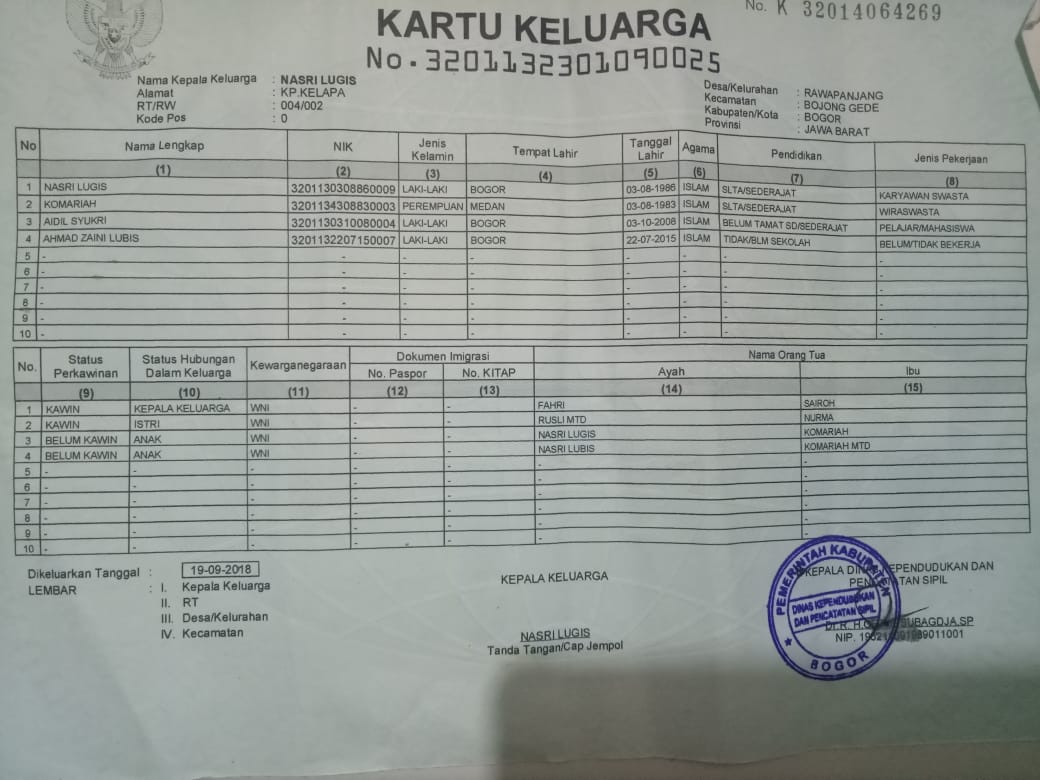 No. K 32014064269
KARTU KELUARGA
No. 3201132301090025
Nama Kepala Keluarga : NASRI LUGIS
Alamat : KP.KELAPA
RT/RW : 004/002
Kode Pos : 0
Desa/Kelurahan : RAWAPANJANG
Kecamatan : BOJONG GEDE
Kabupaten/Kota : BOGOR
Provinsi : JAWA BARAT
No Nama Lengkap NIK Jenis Kelamin Tempat Lahir Tanggal Lahir Agama Pendidikan Jenis Pekerjaan
(1) (2) (3) (4) (5) (6) (7) (8)
1 NASRI LUGIS 3201130308860009 LAKI-LAKI BOGOR 03-08-1986 ISLAM SLTA/SEDERAJAT KARYAWAN SWASTA
2 KOMARIAH 3201134308830003 PEREMPUAN MEDAN 03-08-1983 ISLAM SLTA/SEDERAJAT WIRASWASTA
3 AIDIL SYUKRI 3201130310080004 LAKI-LAKI BOGOR 03-10-2008 ISLAM BELUM TAMAT SD/SEDERAJAT PELAJAR/MAHASISWA
4 AHMAD ZAINI LUBIS 3201132207150007 LAKI-LAKI BOGOR 22-07-2015 ISLAM TIDAK/BLM SEKOLAH BELUM/TIDAK BEKERJA
5 - - - - - - - -
6 - - - - - - - -
7 - - - - - - - -
8 - - - - - - - -
9 - - - - - - - -
10 - - - - - - - -
No. Status Perkawinan Status Hubungan Dalam Keluarga Kewarganegaraan Dokumen Imigrasi Nama Orang Tua
No. Paspor No. KITAP Ayah Ibu
(9) (10) (11) (12) (13) (14) (15)
1 KAWIN KEPALA KELUARGA WNI - - FAHRI SAIROH
2 KAWIN ISTRI WNI - - RUSLI MTD NURMA
3 BELUM KAWIN ANAK WNI - - NASRI LUGIS KOMARIAH
4 BELUM KAWIN ANAK WNI - - NASRI LUBIS KOMARIAH MTD
5 - - - - - - -
6 - - - - - - -
7 - - - - - - -
8 - - - - - - -
9 - - - - - - -
10 - - - - - - -
Dikeluarkan Tanggal : 19-09-2018
LEMBAR : I. Kepala Keluarga
II. RT
III. Desa/Kelurahan
IV. Kecamatan
KEPALA KELUARGA
NASRI LUGIS
Tanda Tangan/Cap Jempol
KEPALA DINAS KEPENDUDUKAN DAN
PENCATATAN SIPIL
PEMERINTAH KABUPATEN
DINAS KEPENDUDUKAN
DAN PENCATATAN SIPIL
BOGOR
SUBAGDJA,SP
NIP.